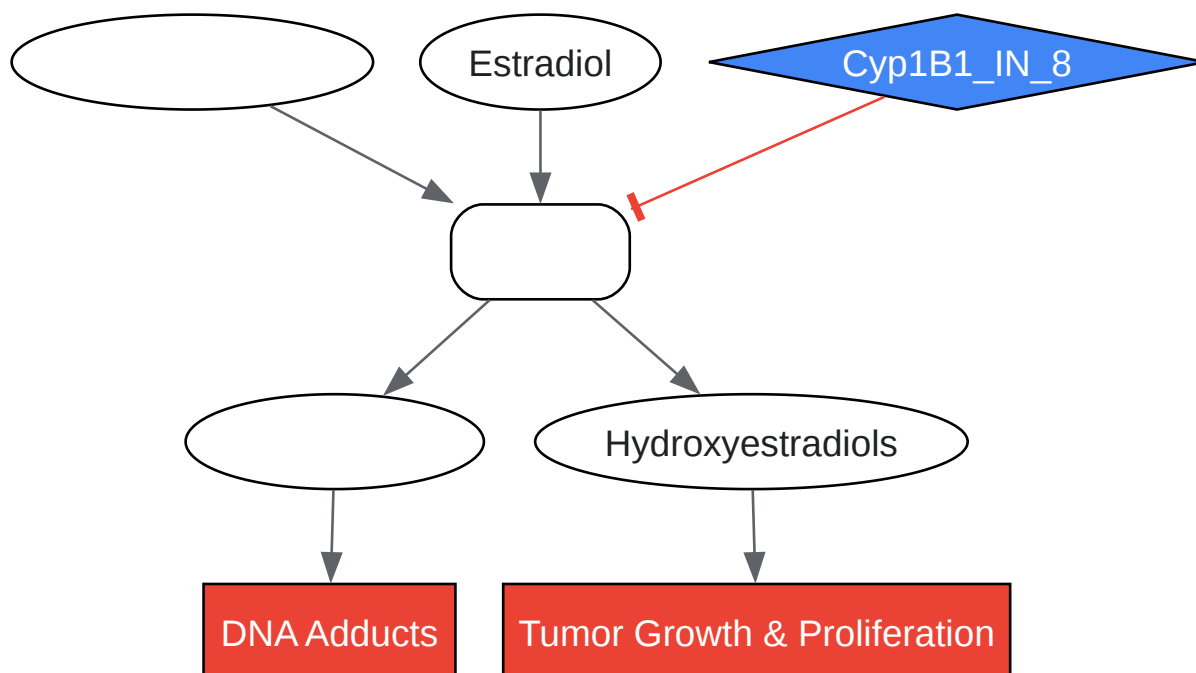 Estradiol
Cyp1B1_IN_8
Hydroxyestradiols
DNA Adducts
Tumor Growth & Proliferation